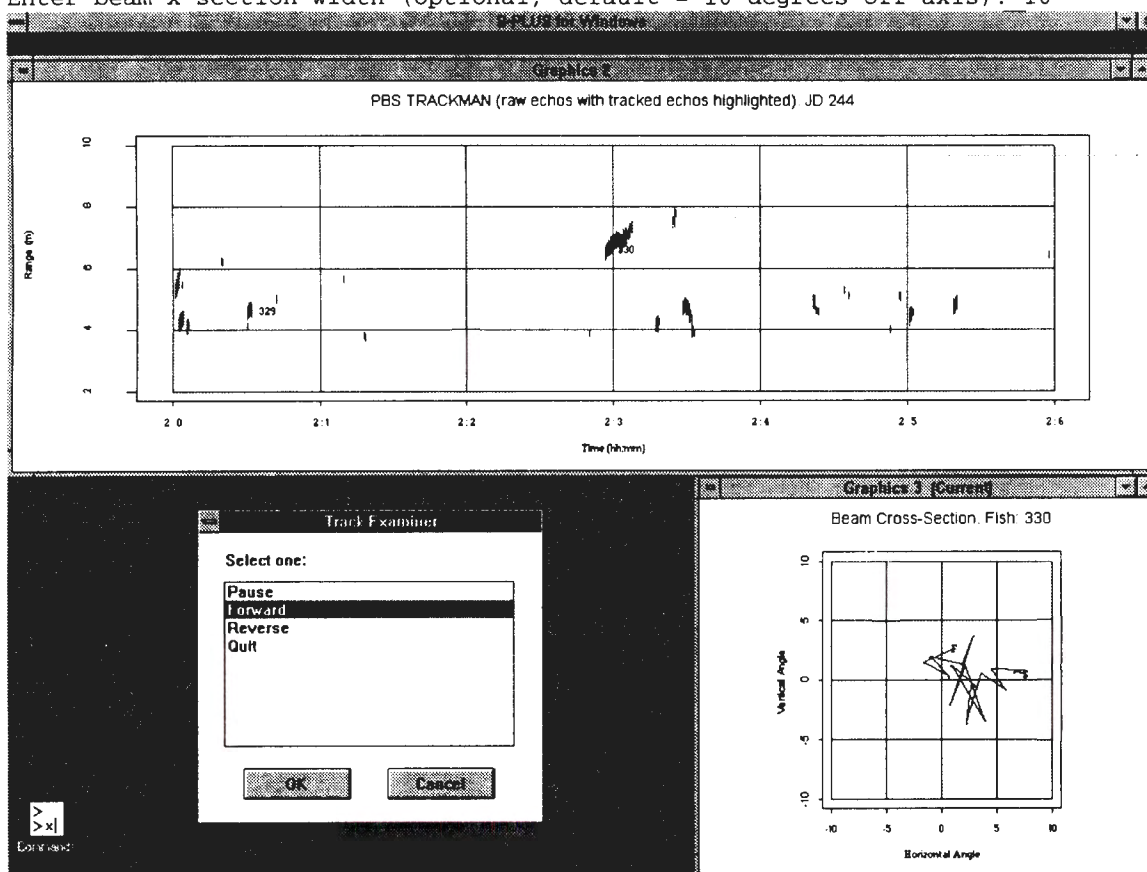 Enter beam x-section width (optional, default = 10 degrees off-axis): 10
S-PLUS for Windows
Graphics 2
PBS TRACKMAN (raw echos with tracked echos highlighted). JD 244
Range (m)
10
8
6
4
2
329
330
2:0 2:1 2:2 2:3 2:4 2:5 2:6
Time (hh:mm)
Track Examiner
Select one:
Pause
Forward
Reverse
Quit
OK Cancel
>
>x
Command
Graphics 3 (Current)
Beam Cross-Section. Fish: 330
Vertical Angle
10
5
0
-5
-10
-10 -5 0 5 10
Horizontal Angle